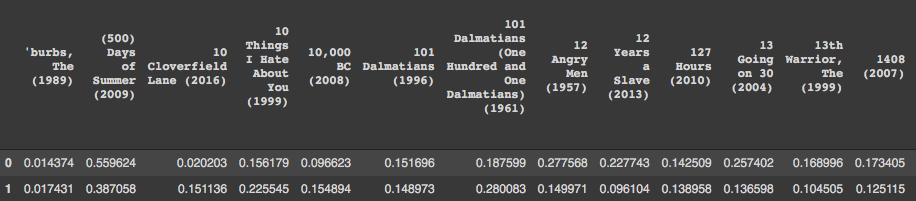 'burbs,
The
(1989)
(500)
Days
of
Summer
(2009)
10
Cloverfield
Lane (2016)
10
Things
I Hate
About
You
(1999)
10,000
BC
(2008)
101
Dalmatians
(1996)
101
Dalmatians
(One
Hundred and
One
Dalmatians)
(1961)
12
Angry
Men
(1957)
12
Years
a
Slave
(2013)
127
Hours
(2010)
13
Going
on 30
(2004)
13th
Warrior,
The
(1999)
1408
(2007)
0 0.014374 0.559624 0.020203 0.156179 0.096623 0.151696 0.187599 0.277568 0.227743 0.142509 0.257402 0.168996 0.173405
1 0.017431 0.387058 0.151136 0.225545 0.154894 0.148973 0.280083 0.149971 0.096104 0.138958 0.136598 0.104505 0.125115